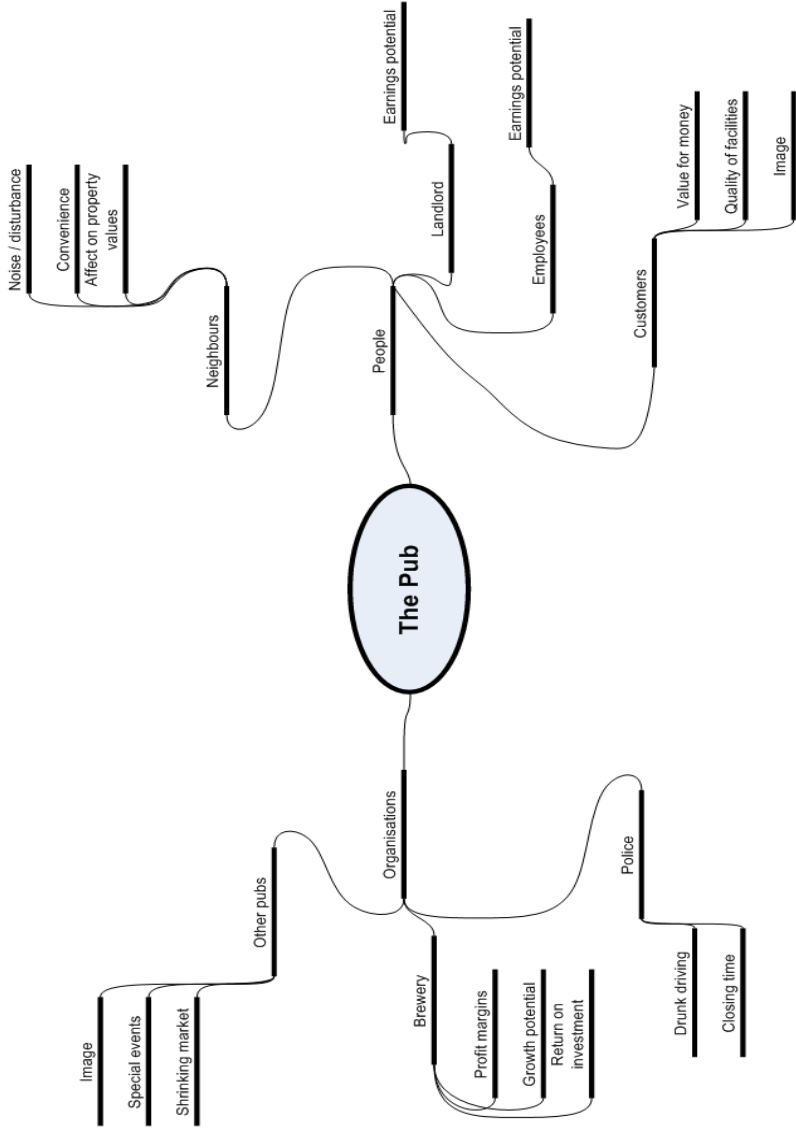 The Pub
People
Neighbours
Noise / disturbance
Convenience
Affect on property
values
Landlord
Earnings potential
Employees
Earnings potential
Customers
Value for money
Quality of facilities
Image
Organisations
Other pubs
Image
Special events
Shrinking market
Brewery
Profit margins
Growth potential
Return on
investment
Police
Drunk driving
Closing time